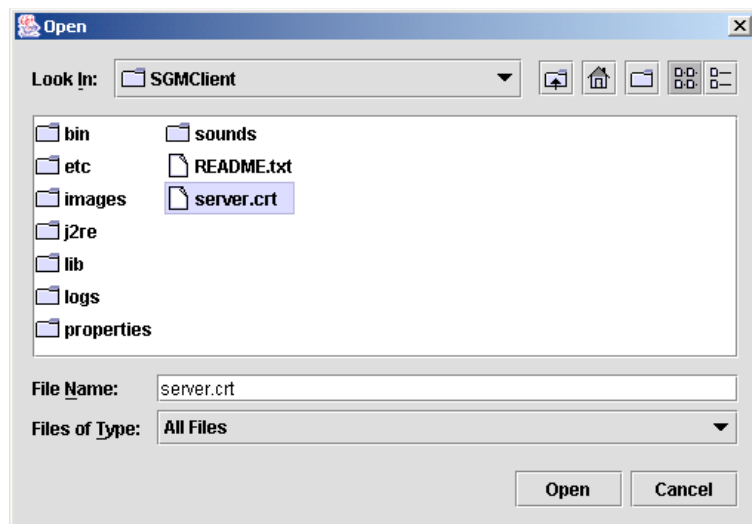 Open
Look In: SGMClient
bin sounds
etc README.txt
images server.crt
j2re
lib
logs
properties
File Name: server.crt
Files of Type: All Files
Open Cancel